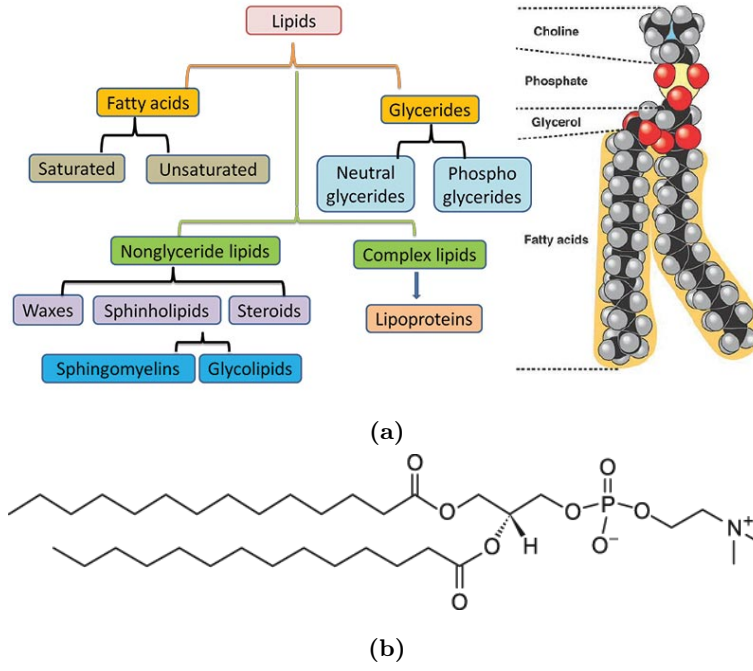 Lipids
Fatty acids
Glycerides
Saturated
Unsaturated
Neutral
glycerides
Phospho
glycerides
Nonglyceride lipids
Complex lipids
Waxes
Sphinholipids
Steroids
Lipoproteins
Sphingomyelins
Glycolipids
Choline
Phosphate
Glycerol
Fatty acids
(a)
O
O
O
O
P
O
O⁻
N⁺
O
H
O
(b)